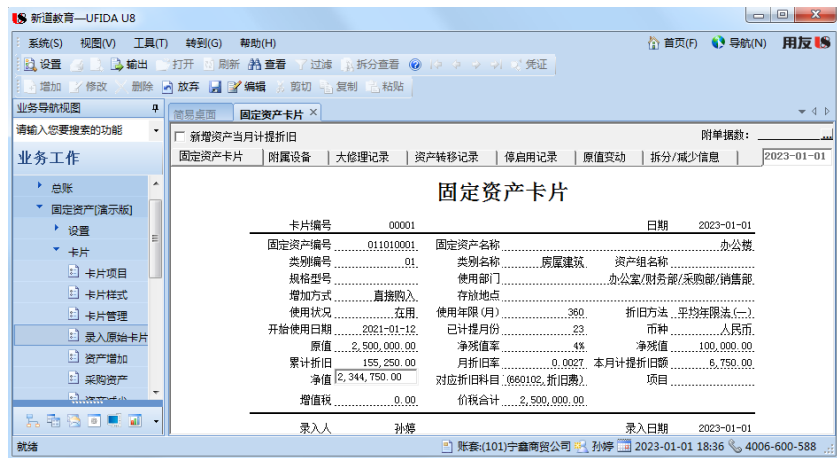 新道教育—UFIDA U8
系统(S) 视图(V) 工具(T) 转到(G) 帮助(H) 首页(F) 导航(N) 用友U8
设置 输出 打开 刷新 查看 过滤 拆分查看 凭证
增加 修改 删除 放弃 编辑 剪切 复制 粘贴
业务导航视图 简易桌面 固定资产卡片
请输入您要搜索的功能 新增资产当月计提折旧 附单据数:
业务工作 固定资产卡片 附属设备 大修理记录 资产转移记录 停启用记录 原值变动 拆分/减少信息 2023-01-01
总账
固定资产[演示版]
设置
卡片
卡片项目
卡片样式
卡片管理
录入原始卡片
资产增加
采购资产
资产减少
固定资产卡片
卡片编号 00001 日期 2023-01-01
固定资产编号 011010001 固定资产名称 办公楼
类别编号 01 类别名称 房屋建筑 资产组名称
规格型号 使用部门 办公室/财务部/采购部/销售部
增加方式 直接购入 存放地点
使用状况 在用 使用年限(月) 360 折旧方法 平均年限法(一)
开始使用日期 2021-01-12 已计提月份 23 币种 人民币
原值 2,500,000.00 净残值率 4% 净残值 100,000.00
累计折旧 155,250.00 月折旧率 0.0027 本月计提折旧额 6,750.00
净值 2,344,750.00 对应折旧科目 (660102,折旧费) 项目
增值税 0.00 价税合计 2,500,000.00
录入人 孙婷 录入日期 2023-01-01
就绪 账套:(101)宁鑫商贸公司 孙婷 2023-01-01 18:36 4006-600-588